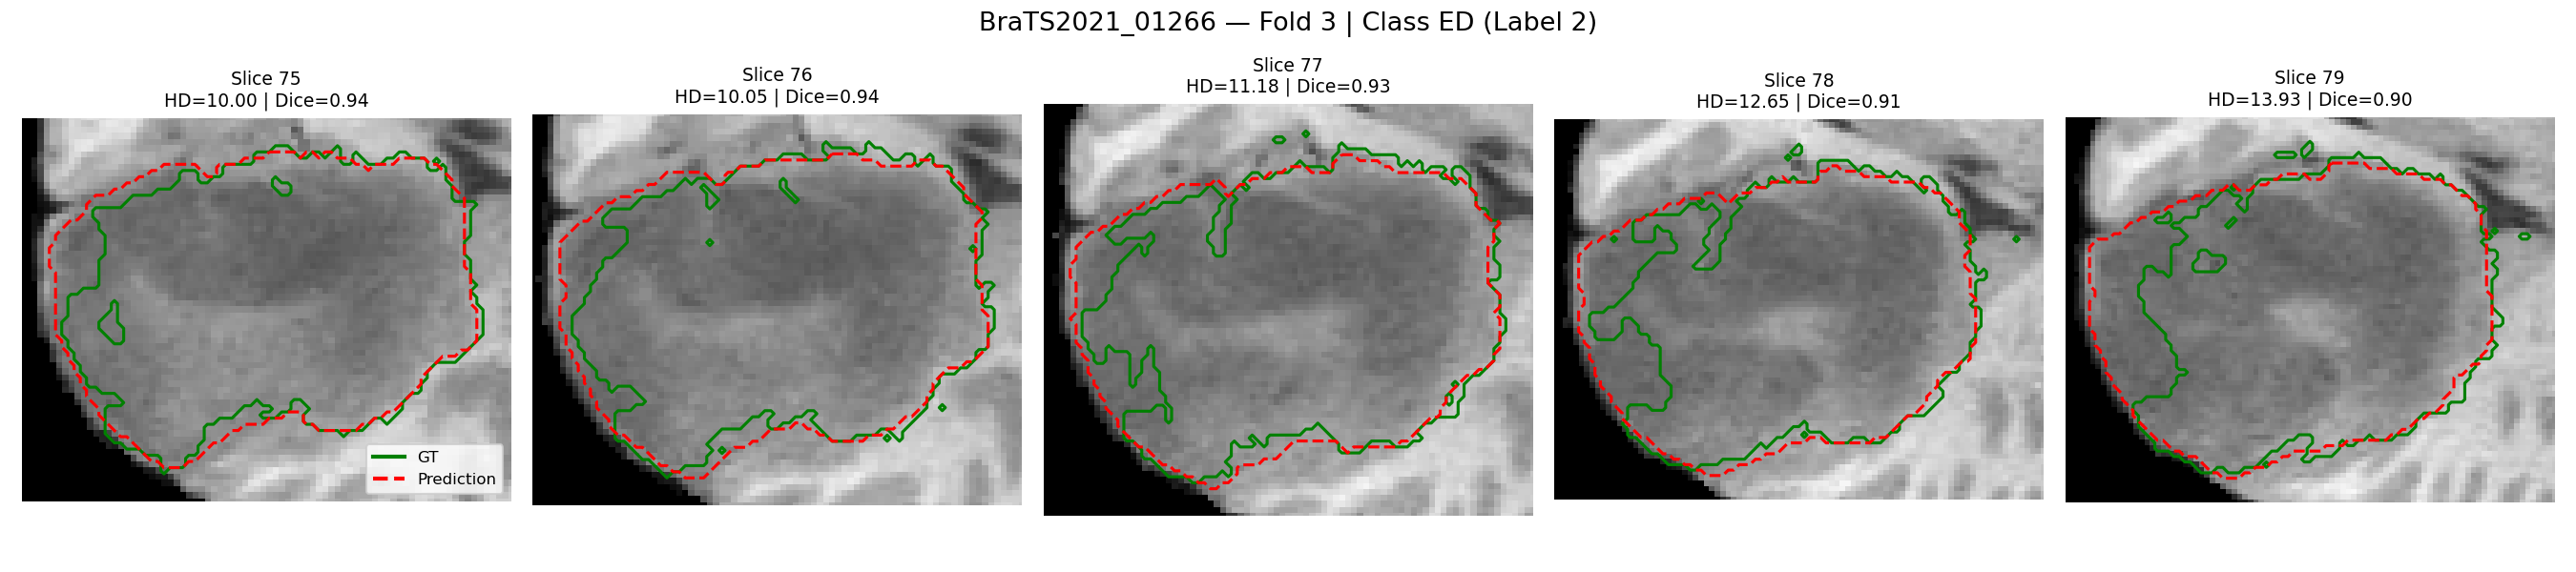 BraTS2021_01266 — Fold 3 | Class ED (Label 2)
Slice 75
HD=10.00 | Dice=0.94
Slice 76
HD=10.05 | Dice=0.94
Slice 77
HD=11.18 | Dice=0.93
Slice 78
HD=12.65 | Dice=0.91
Slice 79
HD=13.93 | Dice=0.90
GT
Prediction